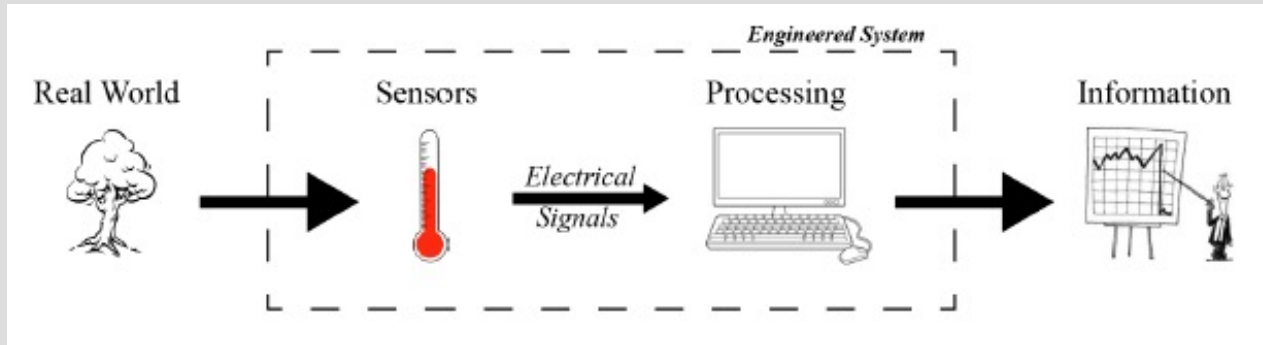 Engineered System
Real World
Sensors
Processing
Information
Electrical
Signals